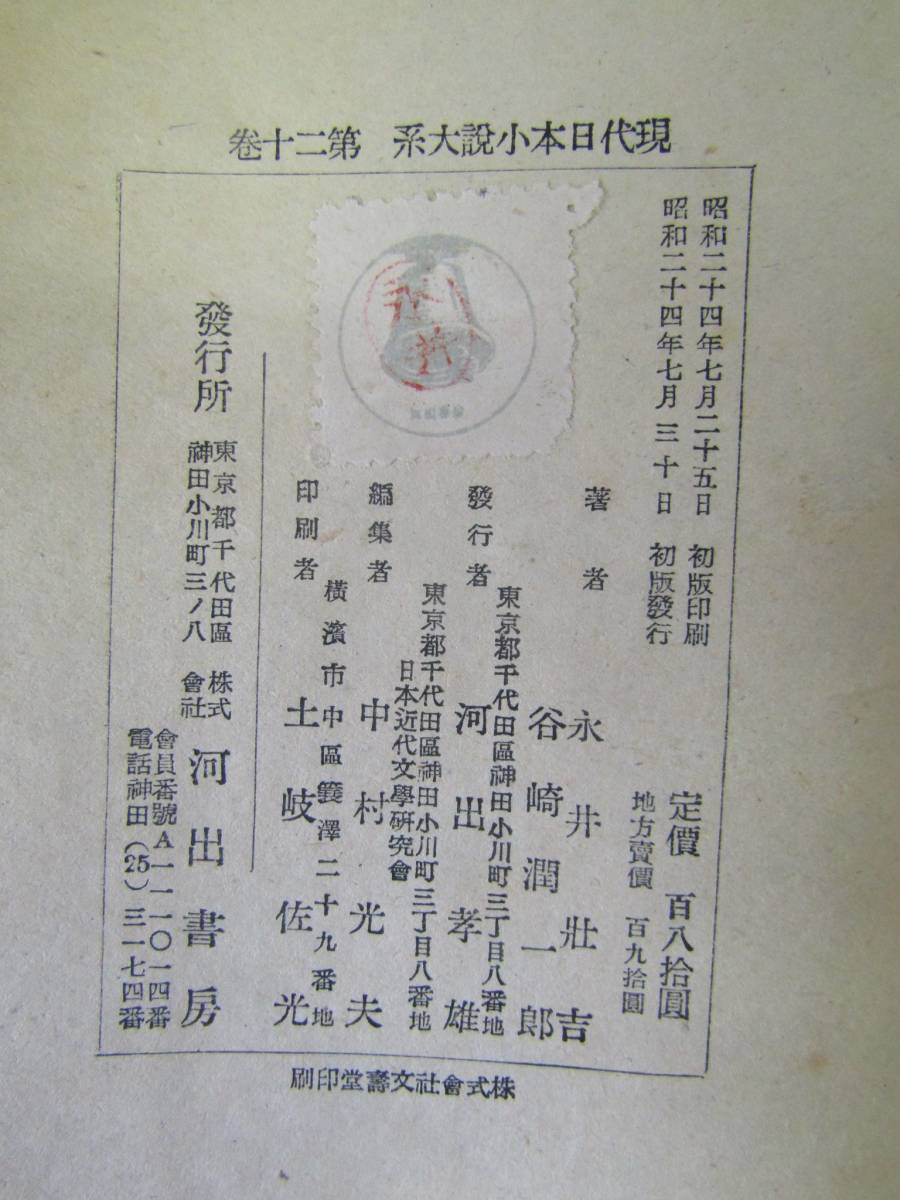 現代日本小說大系　第二十卷
昭和二十四年七月二十五日　初版印刷
昭和二十四年七月三十日　初版發行
定價　百八拾圓
地方賣價　百九拾圓
著者
永井壯吉
谷崎潤一郎
東京都千代田區神田小川町三丁目八番地
發行者　河出孝雄
東京都千代田區神田小川町三丁目八番地
日本近代文學硏究會
編集者　中村光夫
橫濱市中區簑澤二十九番地
印刷者　土岐佐光
發行所
東京都千代田區
神田小川町三ノ八
株式
會社
河出書房
會員番號A一一一〇一四番
電話神田（25）三一七四番
株式會社文壽堂印刷